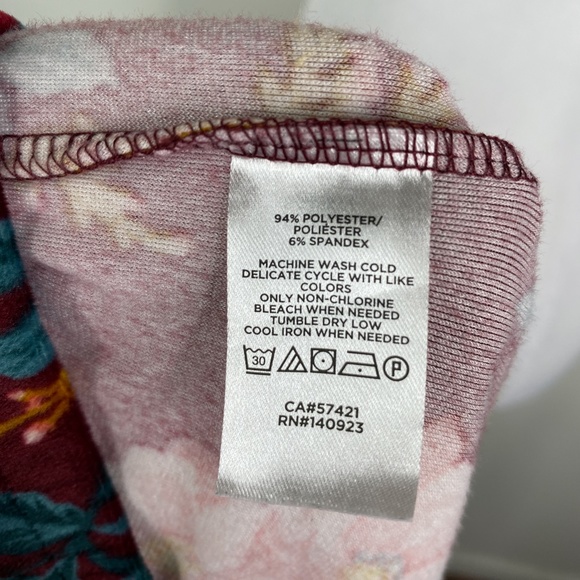 94% POLYESTER/
POLIÉSTER
6% SPANDEX
MACHINE WASH COLD
DELICATE CYCLE WITH LIKE
COLORS
ONLY NON-CHLORINE
BLEACH WHEN NEEDED
TUMBLE DRY LOW
COOL IRON WHEN NEEDED
30 P
CA#57421
RN#140923